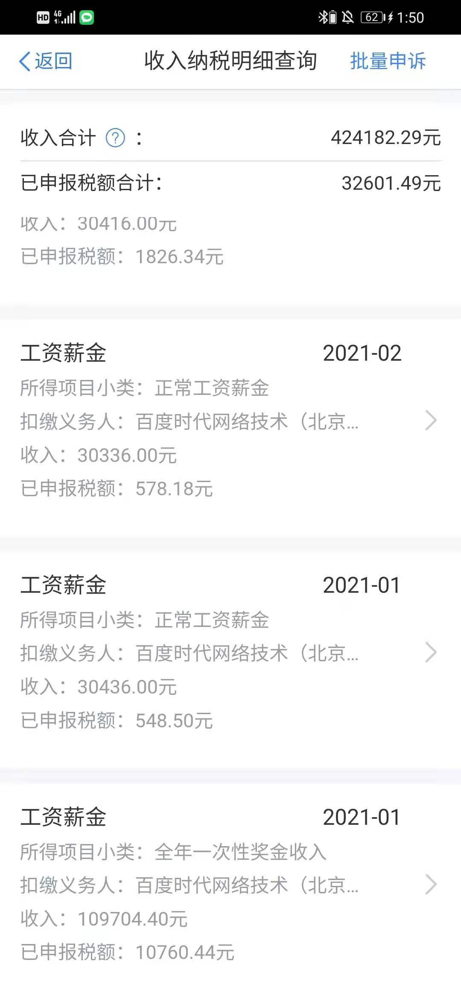 HD 4G 62 1:50
返回 收入纳税明细查询 批量申诉
收入合计 ? ： 424182.29元
已申报税额合计： 32601.49元
收入：30416.00元
已申报税额：1826.34元
工资薪金 2021-02
所得项目小类：正常工资薪金
扣缴义务人：百度时代网络技术（北京...
收入：30336.00元
已申报税额：578.18元
工资薪金 2021-01
所得项目小类：正常工资薪金
扣缴义务人：百度时代网络技术（北京...
收入：30436.00元
已申报税额：548.50元
工资薪金 2021-01
所得项目小类：全年一次性奖金收入
扣缴义务人：百度时代网络技术（北京...
收入：109704.40元
已申报税额：10760.44元